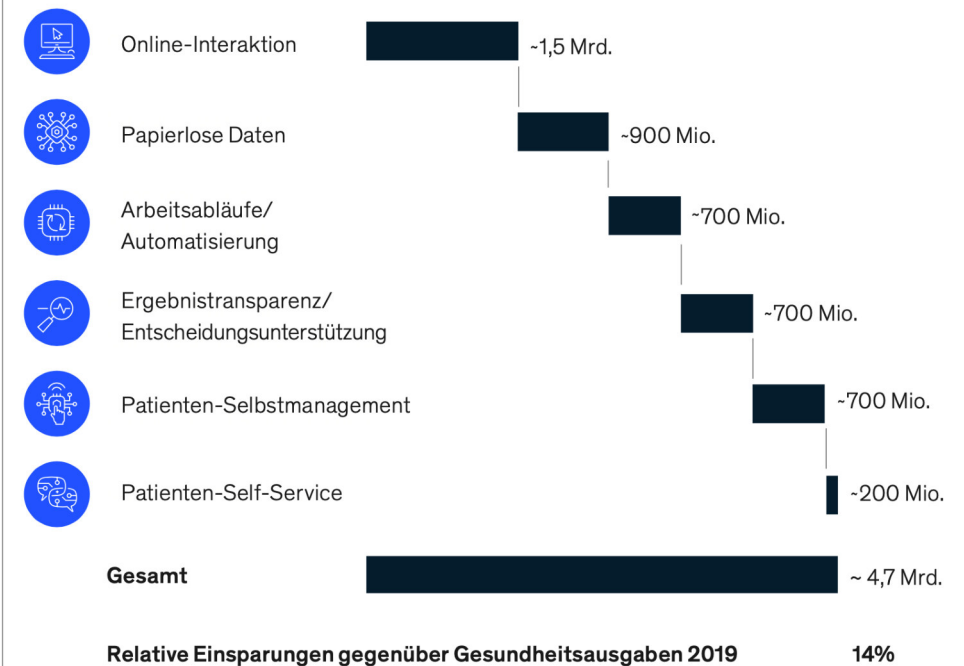 Online-Interaktion
~1,5 Mrd.
Papierlose Daten
~900 Mio.
Arbeitsabläufe/
Automatisierung
~700 Mio.
Ergebnistransparenz/
Entscheidungsunterstützung
~700 Mio.
Patienten-Selbstmanagement
~700 Mio.
Patienten-Self-Service
~200 Mio.
Gesamt
~ 4,7 Mrd.
Relative Einsparungen gegenüber Gesundheitsausgaben 2019 14%